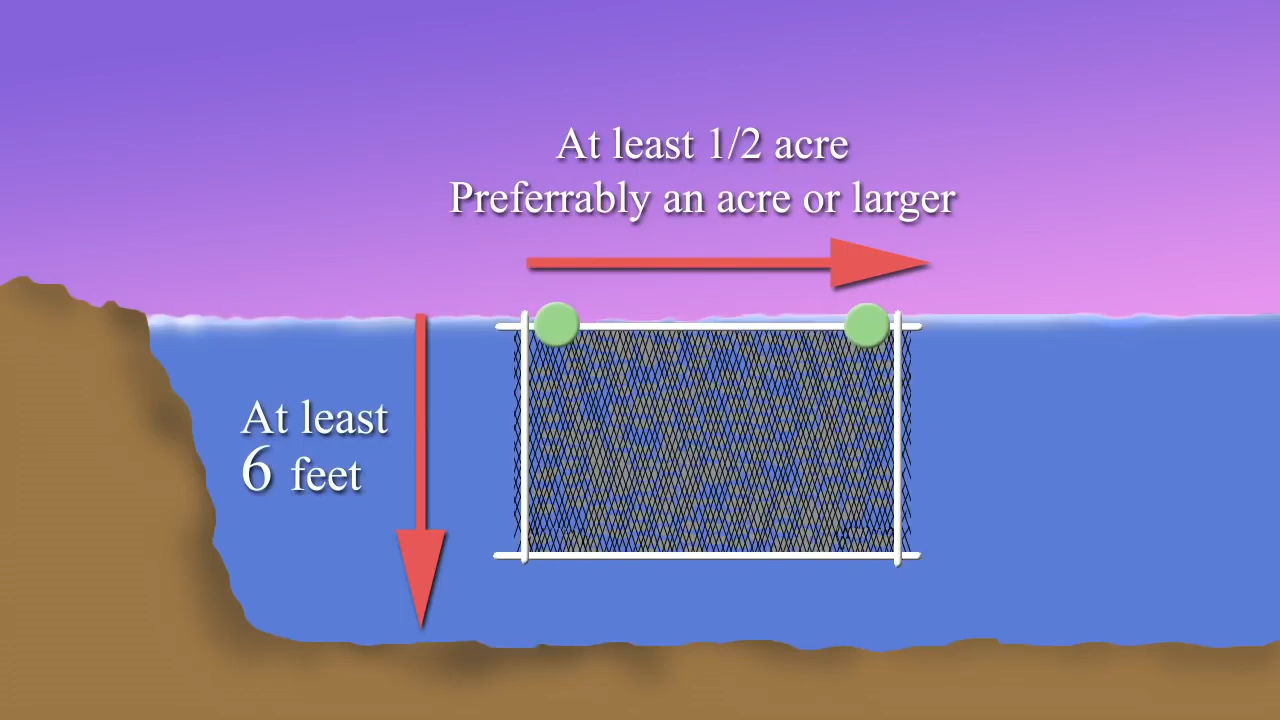 At least 1/2 acre
Preferrably an acre or larger
At least
6 feet